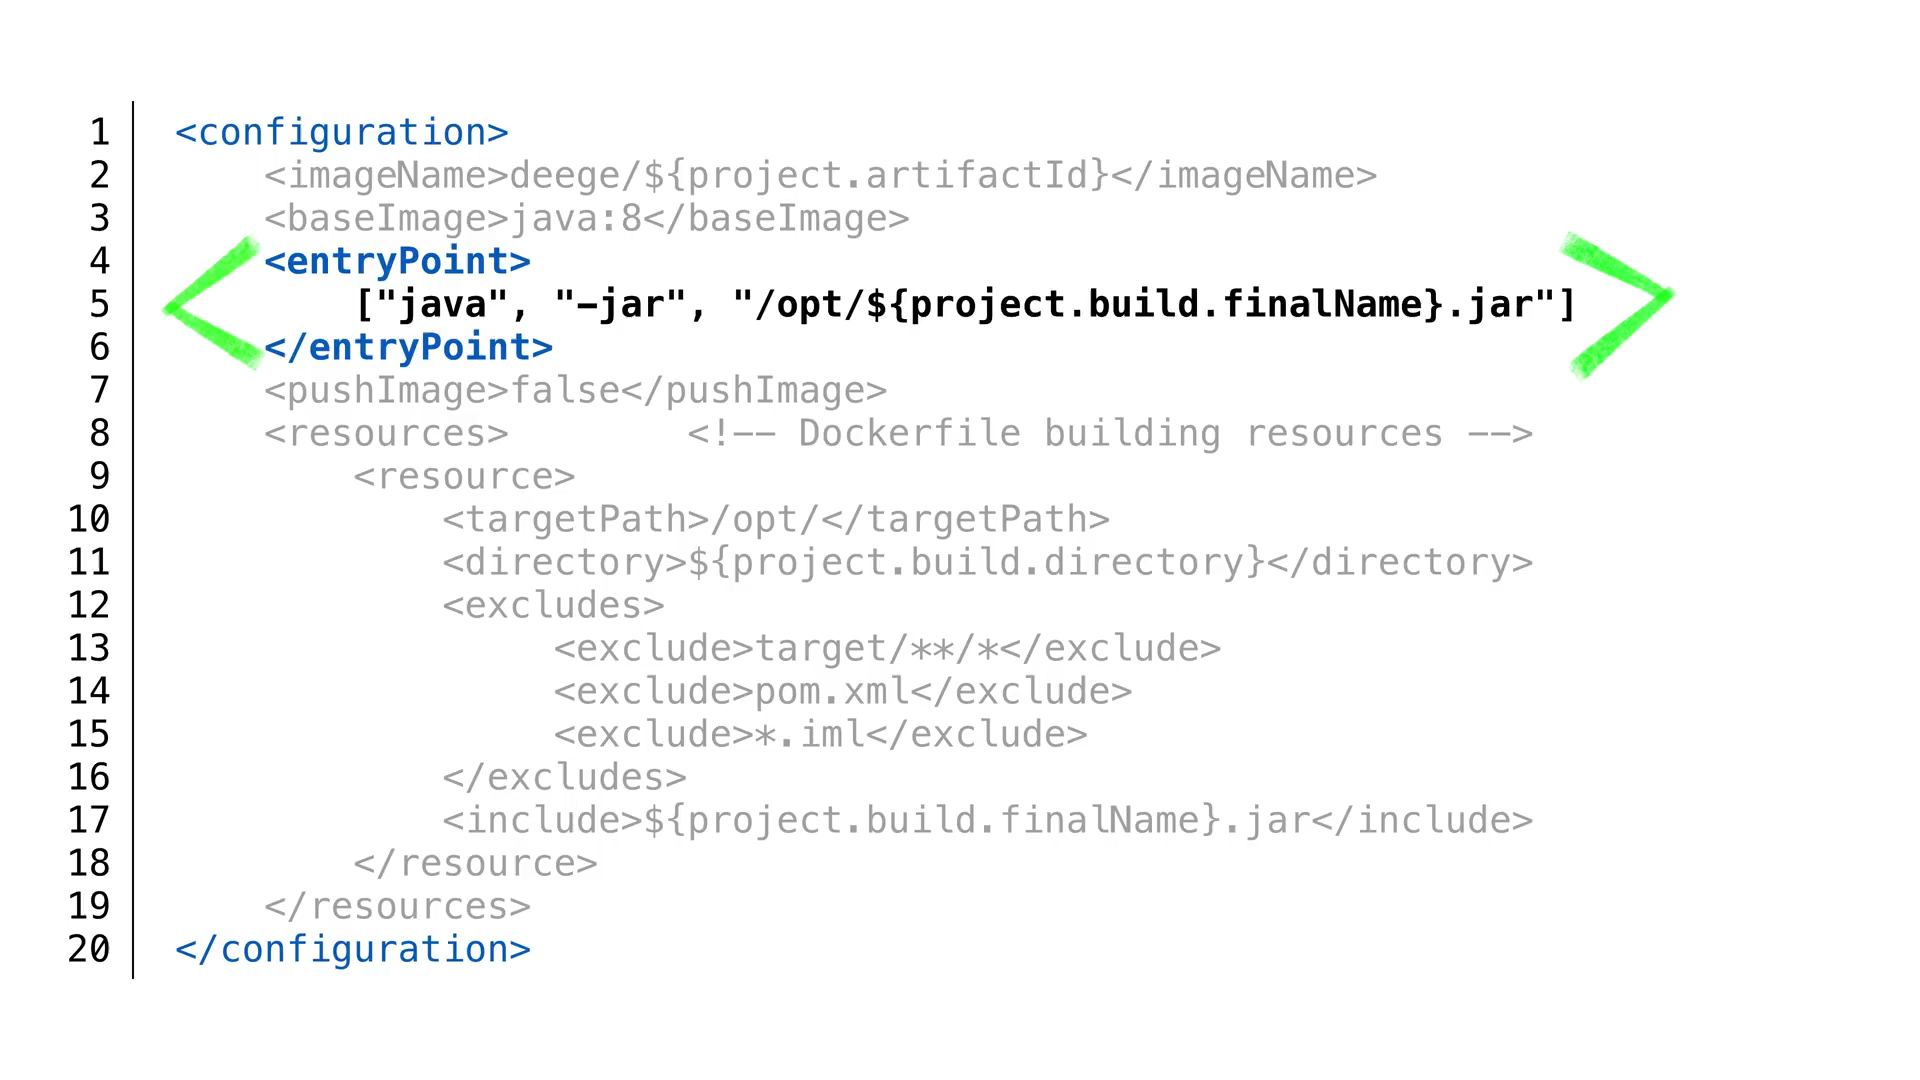 1 <configuration>
2 <imageName>deege/${project.artifactId}</imageName>
3 <baseImage>java:8</baseImage>
4 <entryPoint>
5 ["java", "-jar", "/opt/${project.build.finalName}.jar"]
6 </entryPoint>
7 <pushImage>false</pushImage>
8 <resources> <!-- Dockerfile building resources -->
9 <resource>
10 <targetPath>/opt/</targetPath>
11 <directory>${project.build.directory}</directory>
12 <excludes>
13 <exclude>target/**/*</exclude>
14 <exclude>pom.xml</exclude>
15 <exclude>*.iml</exclude>
16 </excludes>
17 <include>${project.build.finalName}.jar</include>
18 </resource>
19 </resources>
20 </configuration>